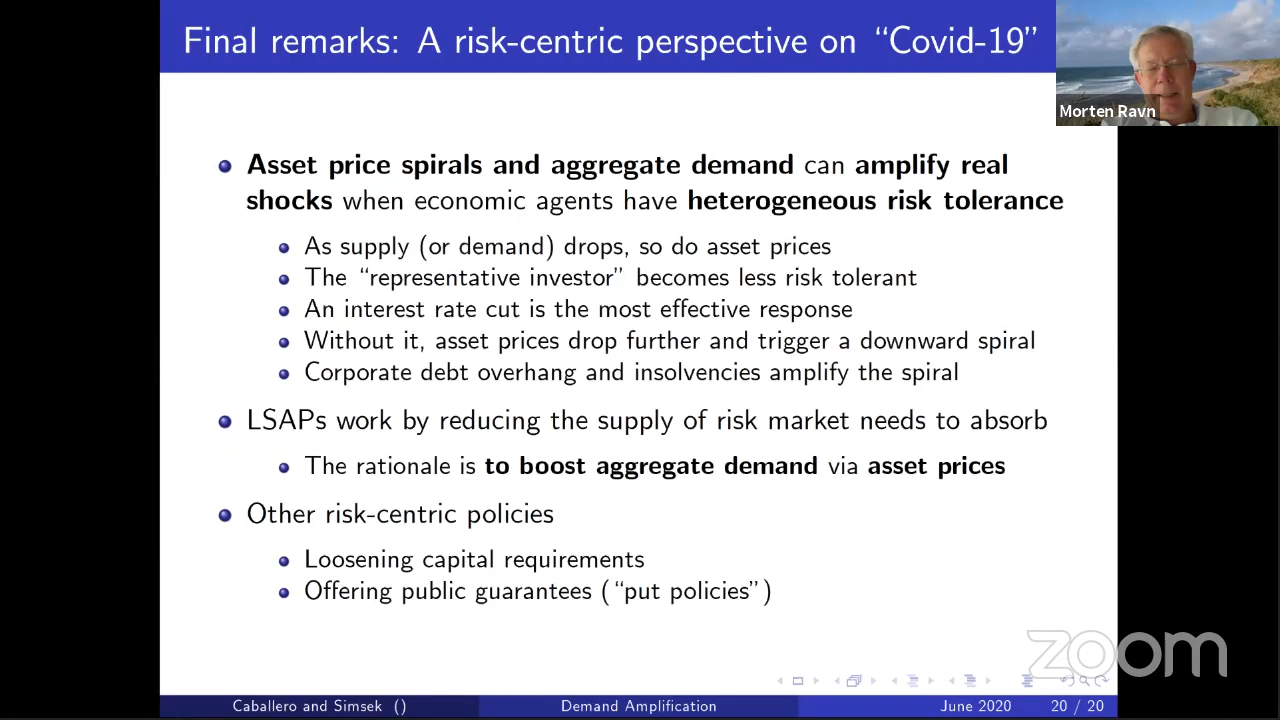 Final remarks: A risk-centric perspective on “Covid-19”
Morten Ravn
Asset price spirals and aggregate demand can amplify real
shocks when economic agents have heterogeneous risk tolerance
As supply (or demand) drops, so do asset prices
The “representative investor” becomes less risk tolerant
An interest rate cut is the most effective response
Without it, asset prices drop further and trigger a downward spiral
Corporate debt overhang and insolvencies amplify the spiral
LSAPs work by reducing the supply of risk market needs to absorb
The rationale is to boost aggregate demand via asset prices
Other risk-centric policies
Loosening capital requirements
Offering public guarantees (“put policies”)
zoom
Caballero and Simsek () Demand Amplification June 2020 20 / 20